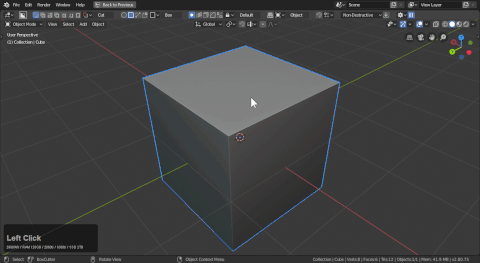 File Edit Render Window Help Back to Previous Scene View Layer
Cut Box Default Object Non-Destructive
Object Mode View Select Add Object Global
User Perspective
(1) Collection | Cube
Left Click
Select BoxCutter Rotate View Object Context Menu Collection | Cube | Verts:8 | Faces:6 | Tris:12 | Objects:1/1 | Mem: 41.9 MB | v2.80.75